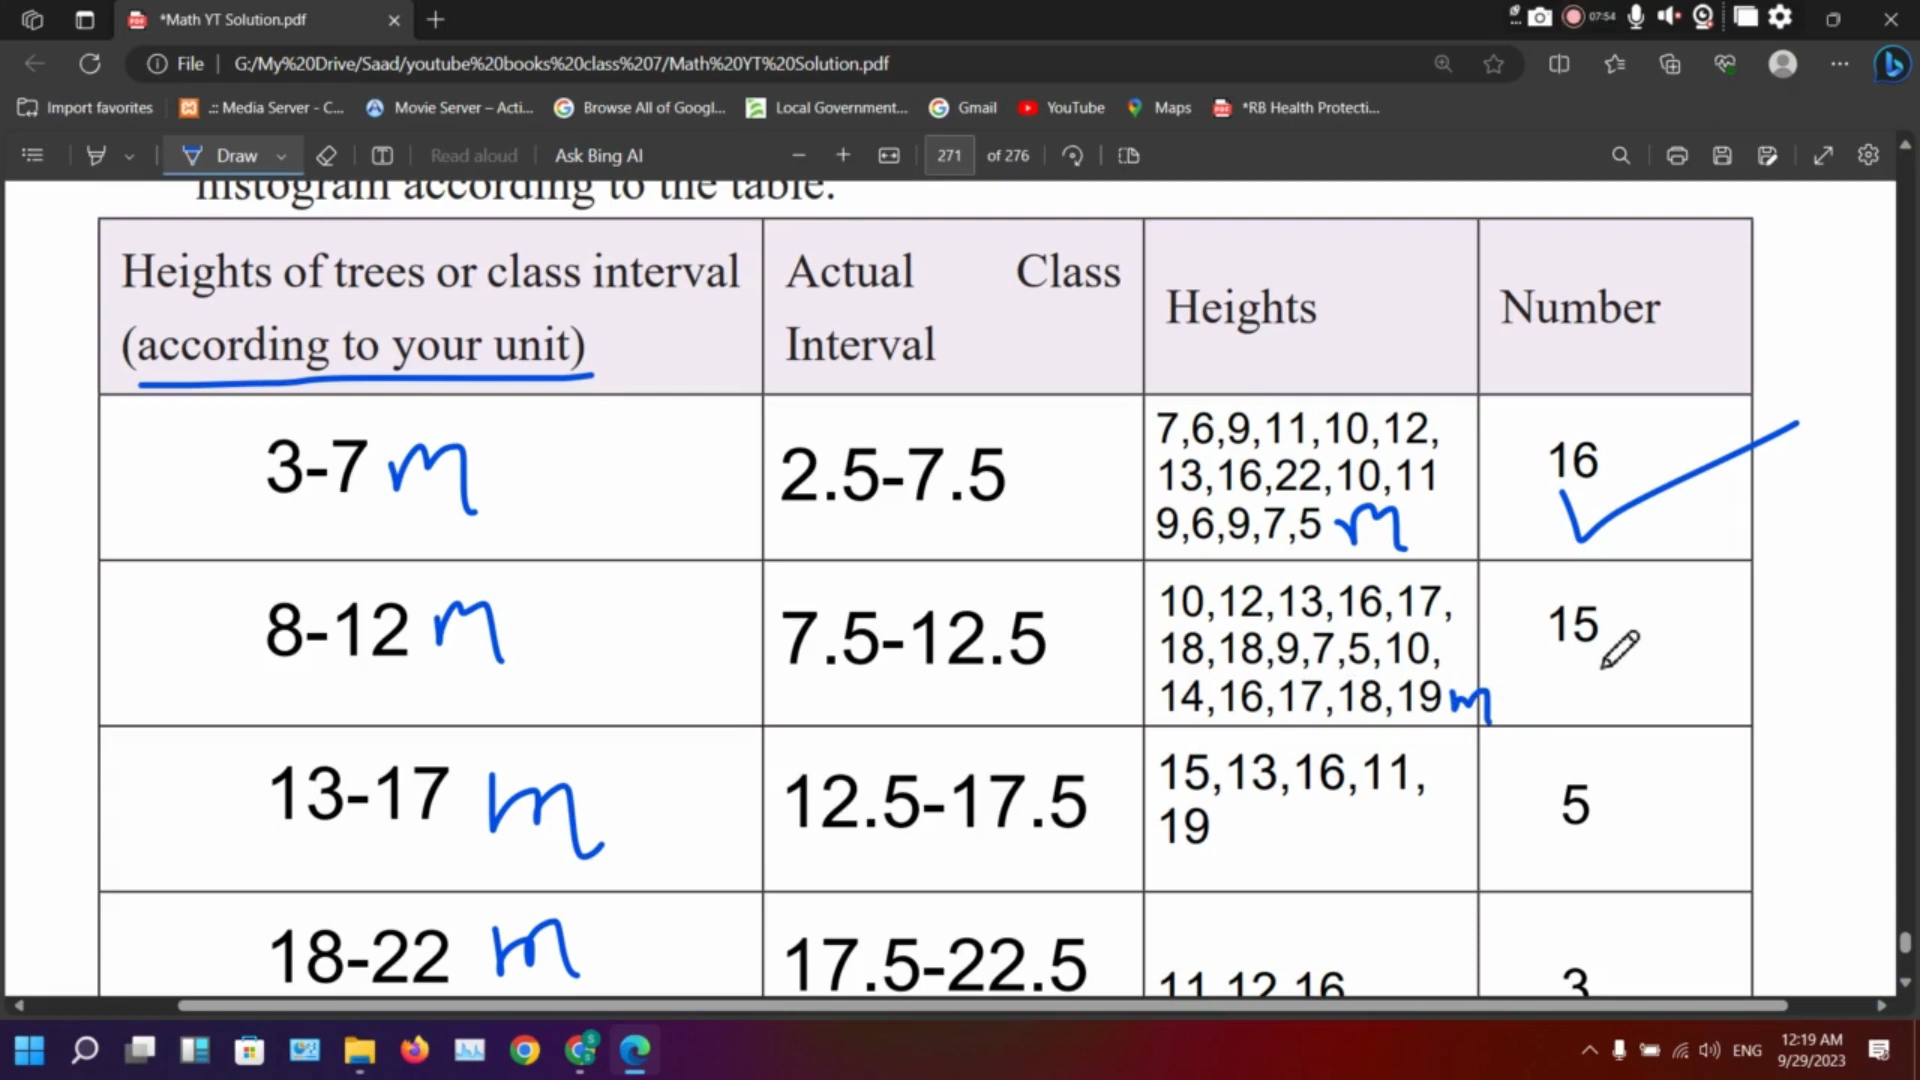 *Math YT Solution.pdf
07:54
File
G:/My%20Drive/Saad/youtube%20books%20class%207/Math%20YT%20Solution.pdf
Import favorites
.:: Media Server - C...
Movie Server – Acti...
Browse All of Googl...
Local Government...
Gmail
YouTube
Maps
*RB Health Protecti...
Draw
Read aloud
Ask Bing AI
271
of 276
histogram according to the table.
Heights of trees or class interval
(according to your unit)
Actual Class
Interval
Heights
Number
3-7 m
2.5-7.5
7,6,9,11,10,12,
13,16,22,10,11
9,6,9,7,5 m
16
8-12 m
7.5-12.5
10,12,13,16,17,
18,18,9,7,5,10,
14,16,17,18,19 m
15
13-17 m
12.5-17.5
15,13,16,11,
19
5
18-22 m
17.5-22.5
11,12,16
3
ENG
12:19 AM
9/29/2023